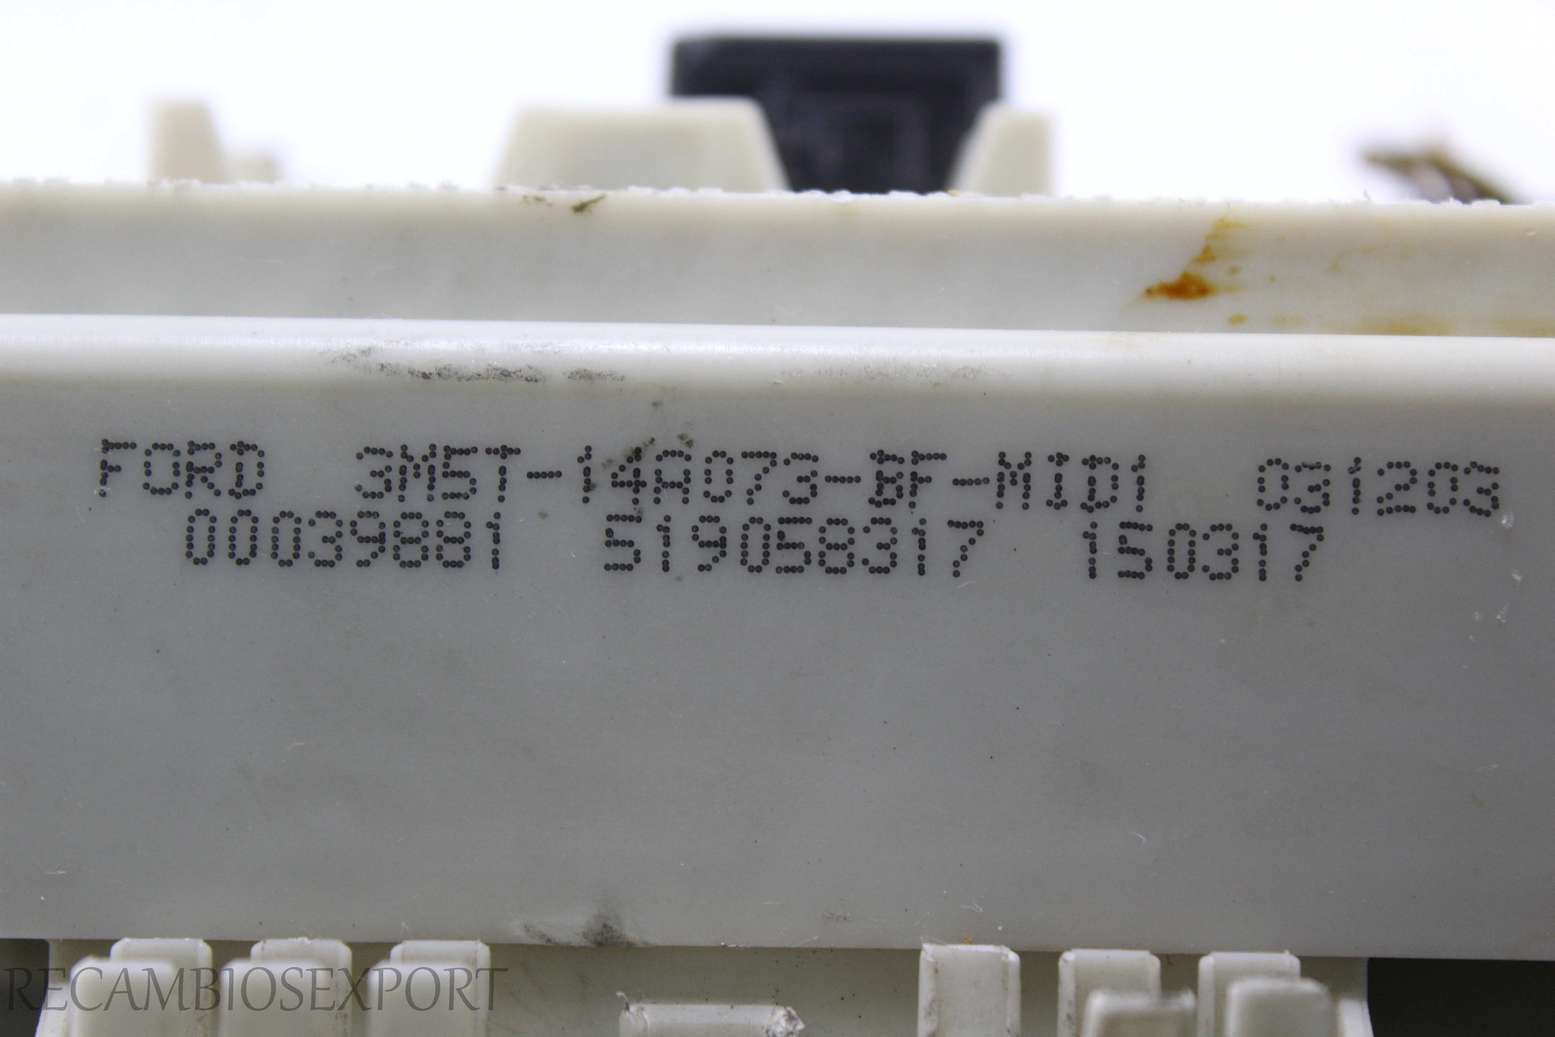 FORD 3M5T-14A073-BF-MID1 031203
00039881 519058317 150317
RECAMBIOSEXPORT